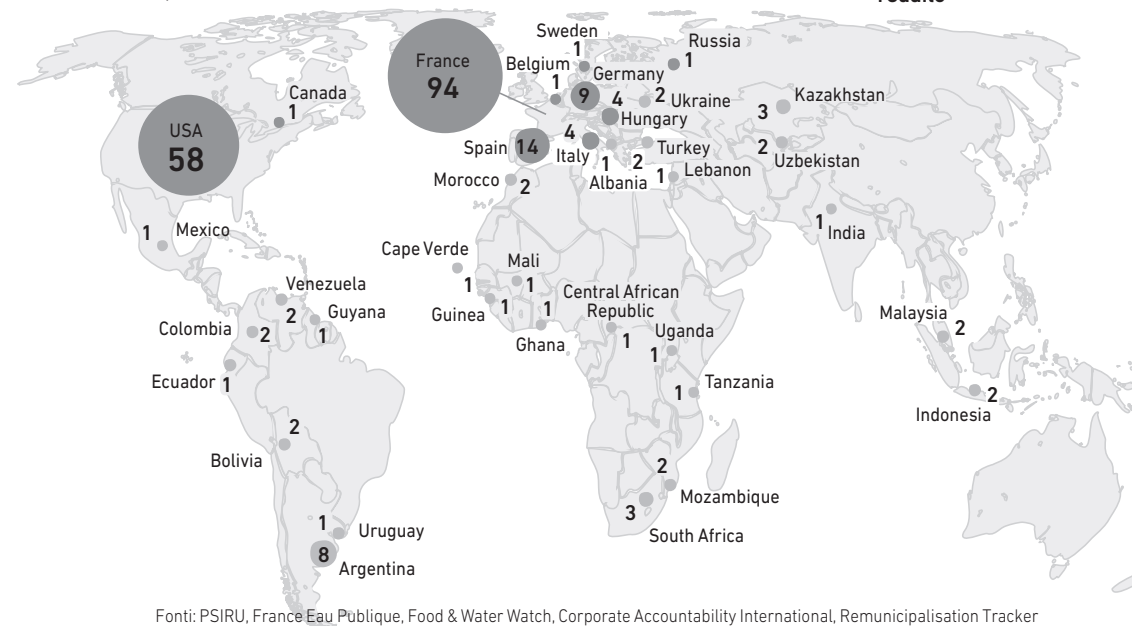 Sweden
1
Russia
1
France
94
Belgium
1
Germany
9
4
Hungary
2
Ukraine
3
Kazakhstan
Canada
1
USA
58
Spain
14
4
Italy
1
Albania
2
Turkey
1
Lebanon
2
Uzbekistan
Morocco
2
1
Mexico
1
India
Cape Verde
1
Mali
1
Guinea
1
Ghana
1
Central African
Republic
1
Uganda
1
Venezuela
2
Guyana
1
Colombia
2
Malaysia
2
Ecuador
1
Tanzania
1
Indonesia
2
2
Bolivia
2
Mozambique
3
South Africa
1
Uruguay
8
Argentina
Fonti: PSIRU, France Eau Publique, Food & Water Watch, Corporate Accountability International, Remunicipalisation Tracker